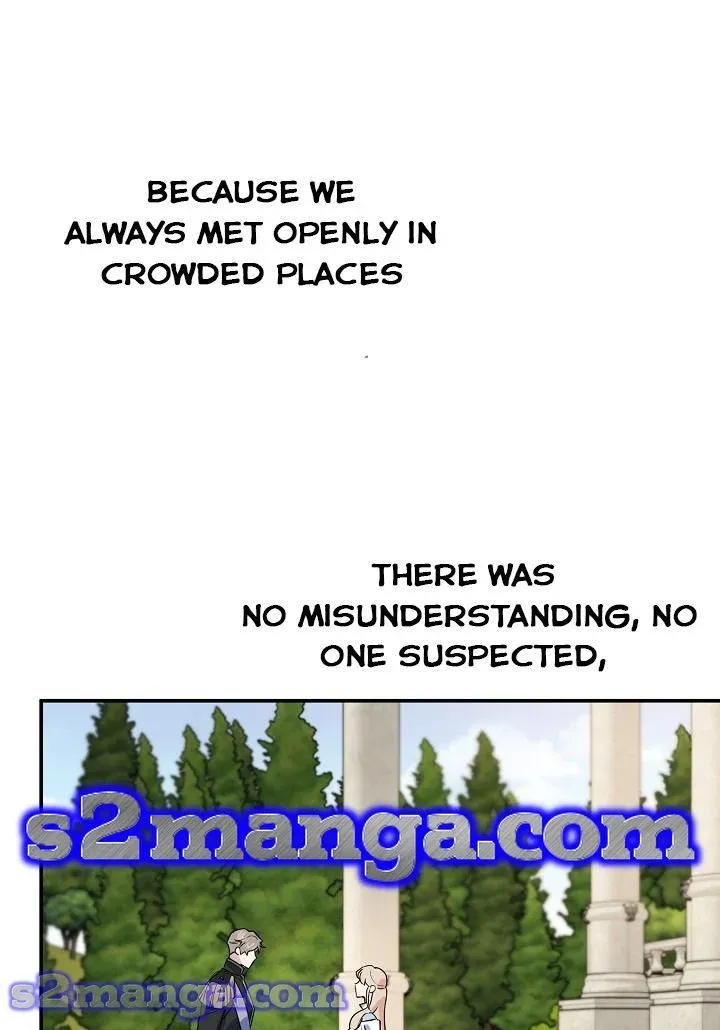 BECAUSE WE
ALWAYS MET OPENLY IN
CROWDED PLACES
THERE WAS
NO MISUNDERSTANDING, NO
ONE SUSPECTED,
s2manga.com
s2manga.com